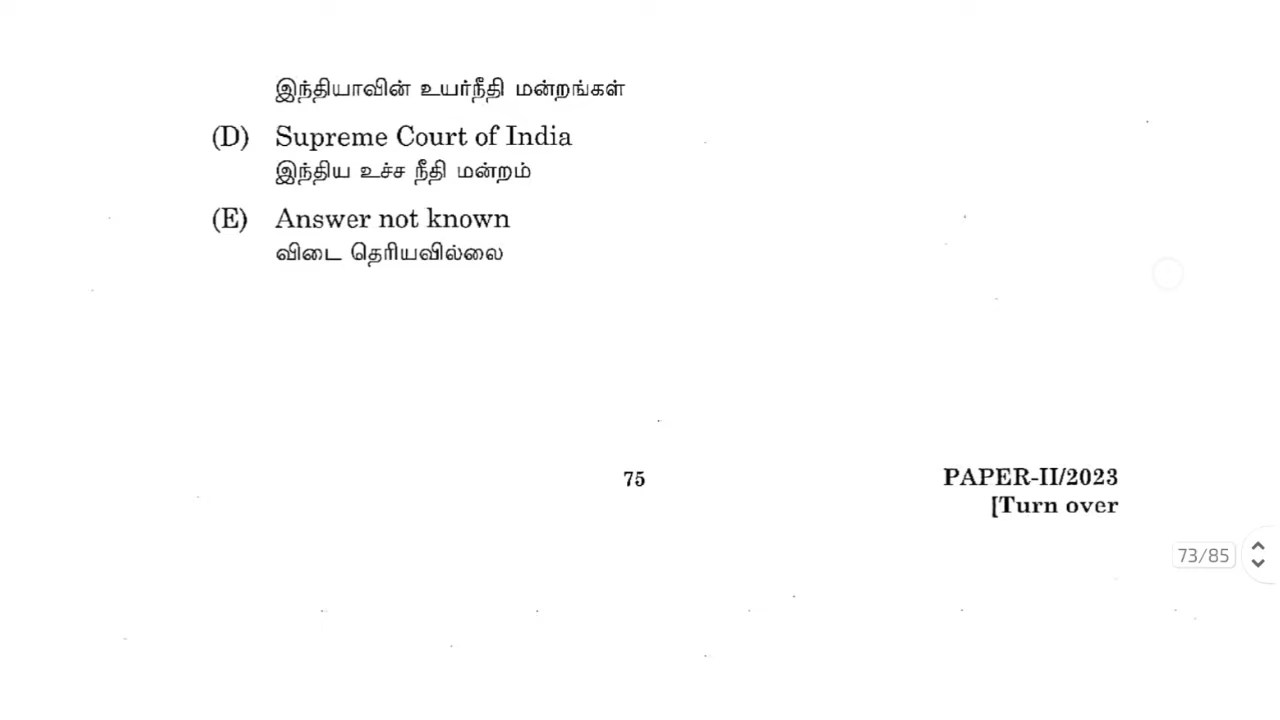 இந்தியாவின் உயர்நீதி மன்றங்கள்
(D) Supreme Court of India
இந்திய உச்ச நீதி மன்றம்
(E) Answer not known
விடை தெரியவில்லை
75
PAPER-II/2023
[Turn over
73/85